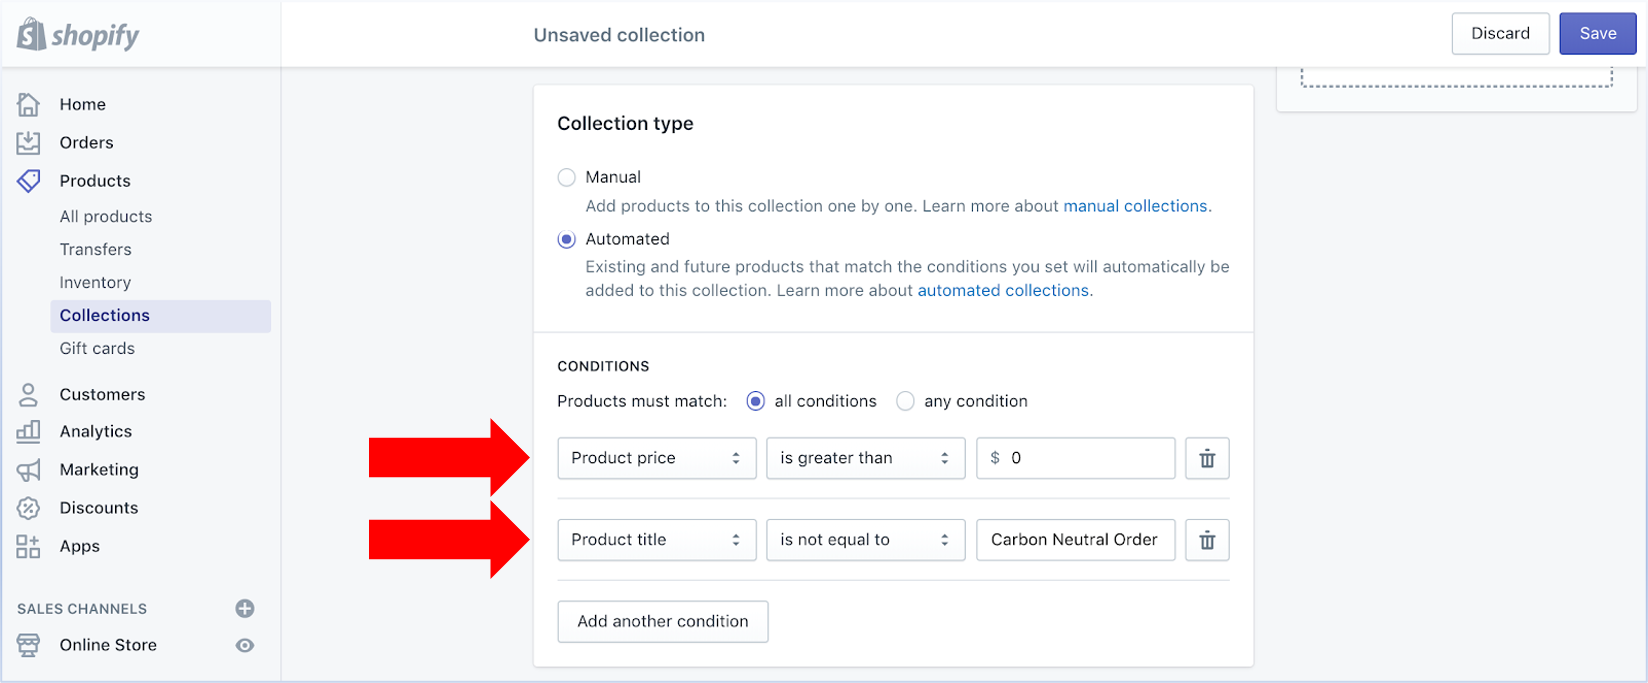 shopify
Unsaved collection
Discard
Save
Home
Orders
Products
All products
Transfers
Inventory
Collections
Gift cards
Customers
Analytics
Marketing
Discounts
Apps
SALES CHANNELS
Online Store
Collection type
Manual
Add products to this collection one by one. Learn more about manual collections.
Automated
Existing and future products that match the conditions you set will automatically be
added to this collection. Learn more about automated collections.
CONDITIONS
Products must match: all conditions any condition
Product price is greater than $ 0
Product title is not equal to Carbon Neutral Order
Add another condition